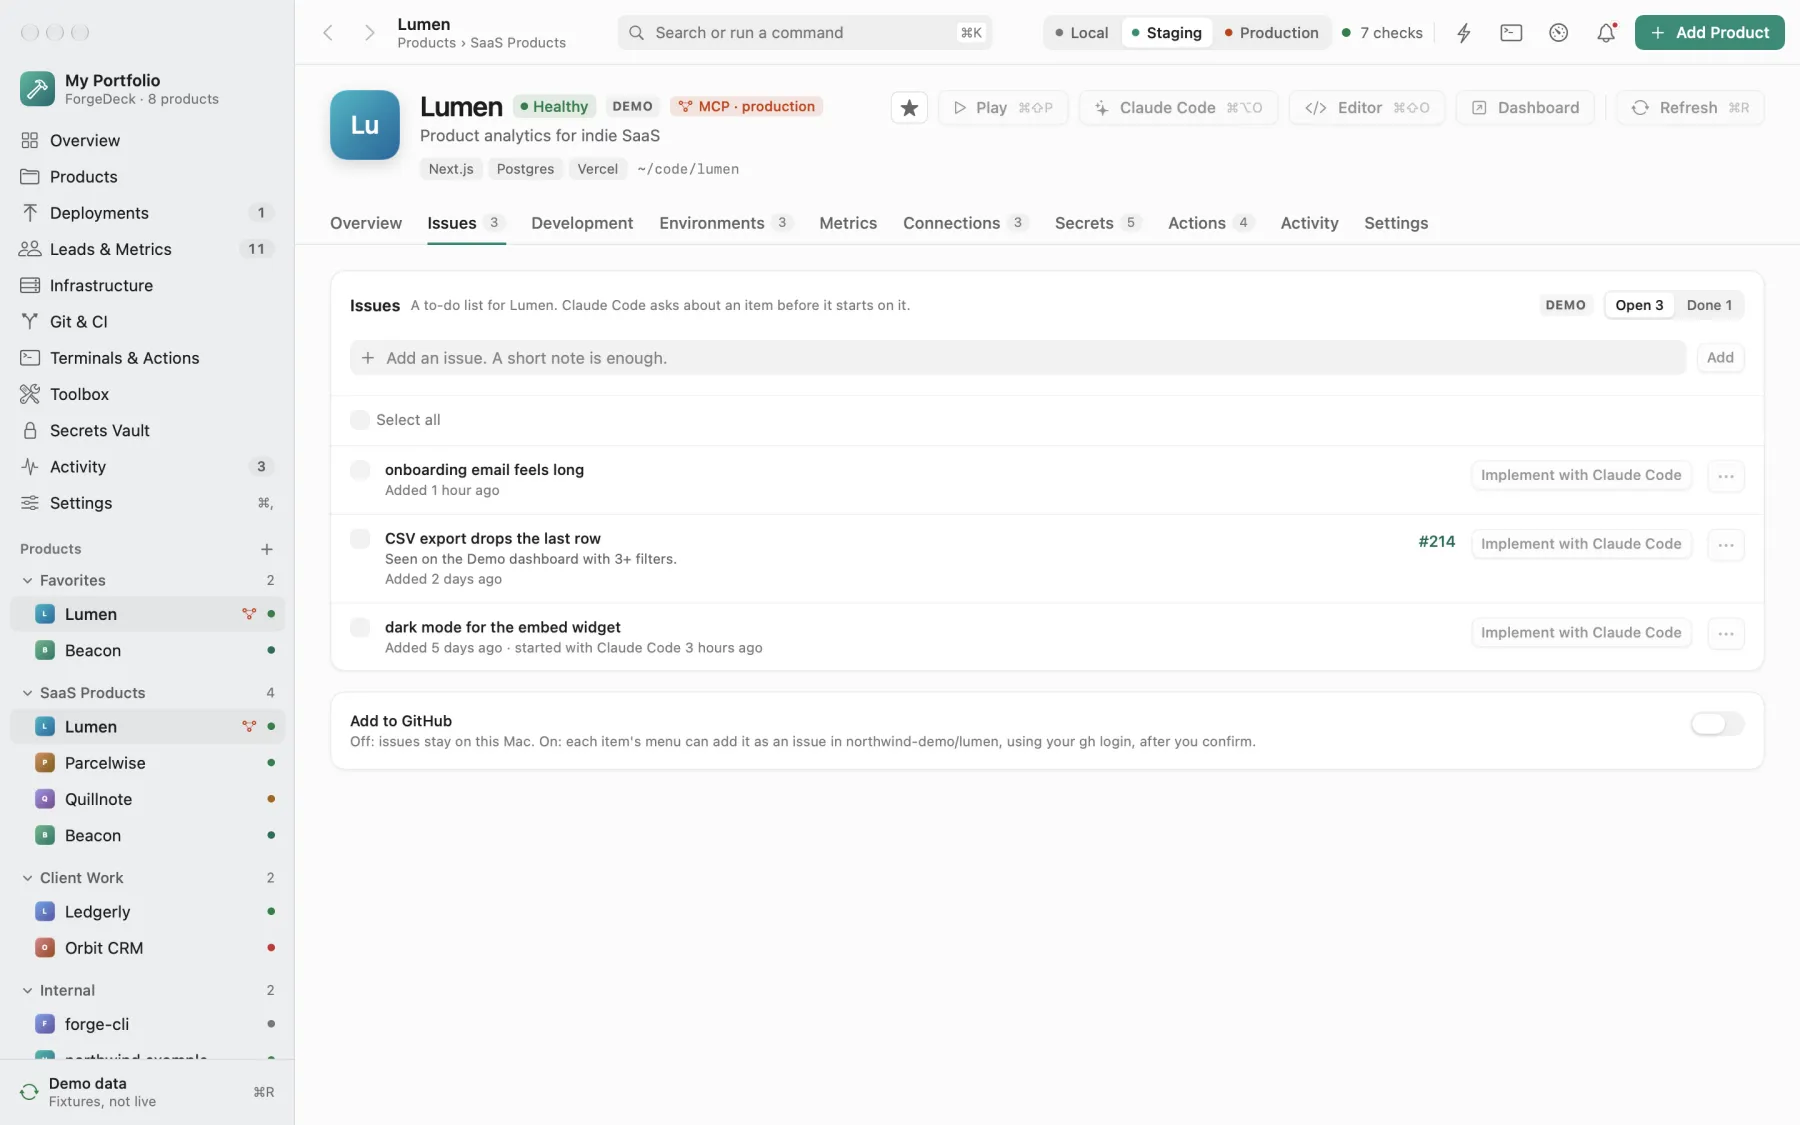 My Portfolio
ForgeDeck · 8 products
Overview
Products
Deployments 1
Leads & Metrics 11
Infrastructure
Git & CI
Terminals & Actions
Toolbox
Secrets Vault
Activity 3
Settings ⌘,
Products
Favorites 2
L Lumen
B Beacon
SaaS Products 4
L Lumen
P Parcelwise
Q Quillnote
B Beacon
Client Work 2
L Ledgerly
O Orbit CRM
Internal 2
F forge-cli
northwind-example
Demo data
Fixtures, not live
⌘R
Lumen
Products › SaaS Products
Search or run a command ⌘K
Local Staging Production 7 checks
Add Product
Lu
Lumen Healthy DEMO MCP · production
Product analytics for indie SaaS
Next.js Postgres Vercel ~/code/lumen
Play ⌘⇧P Claude Code ⌘⌥O Editor ⌘⇧O Dashboard Refresh ⌘R
Overview Issues 3 Development Environments 3 Metrics Connections 3 Secrets 5 Actions 4 Activity Settings
Issues A to-do list for Lumen. Claude Code asks about an item before it starts on it. DEMO Open 3 Done 1
Add an issue. A short note is enough. Add
Select all
onboarding email feels long
Added 1 hour ago
Implement with Claude Code
CSV export drops the last row
Seen on the Demo dashboard with 3+ filters.
Added 2 days ago
#214 Implement with Claude Code
dark mode for the embed widget
Added 5 days ago · started with Claude Code 3 hours ago
Implement with Claude Code
Add to GitHub
Off: issues stay on this Mac. On: each item's menu can add it as an issue in northwind-demo/lumen, using your gh login, after you confirm.